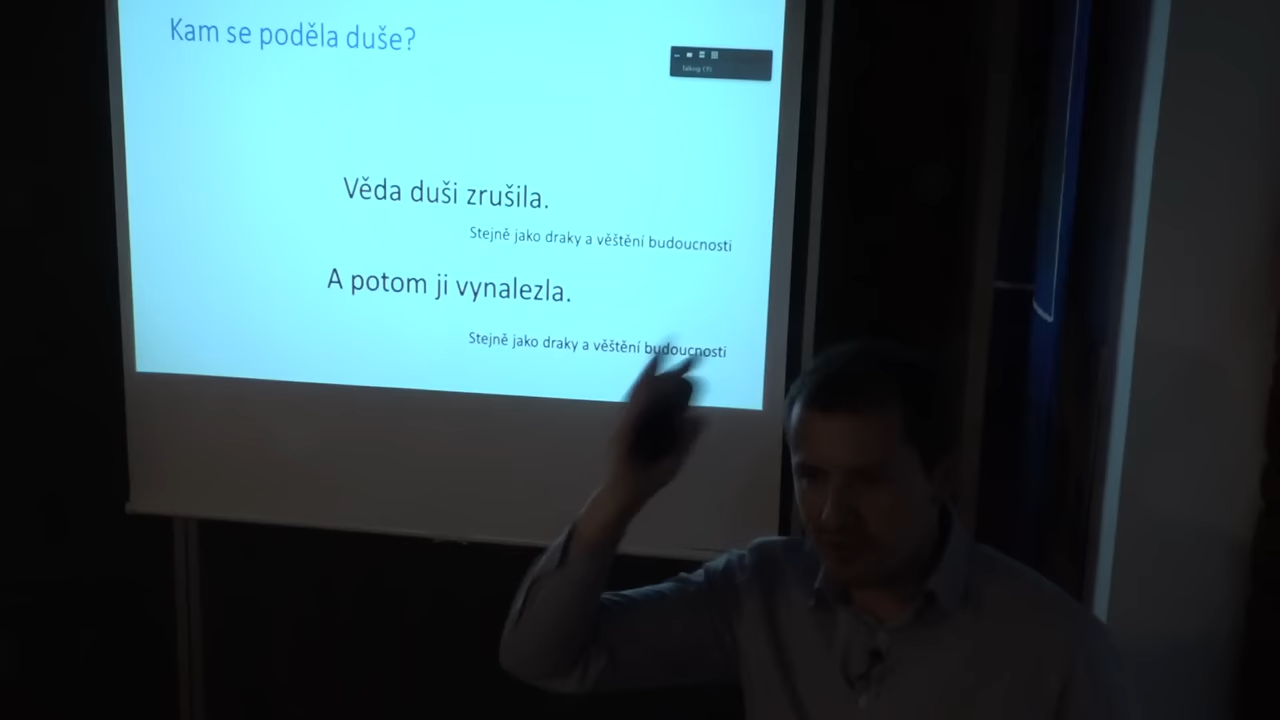 Kam se poděla duše?
Věda duši zrušila.
Stejně jako draky a věštění budoucnosti
A potom ji vynalezla.
Stejně jako draky a věštění budoucnosti